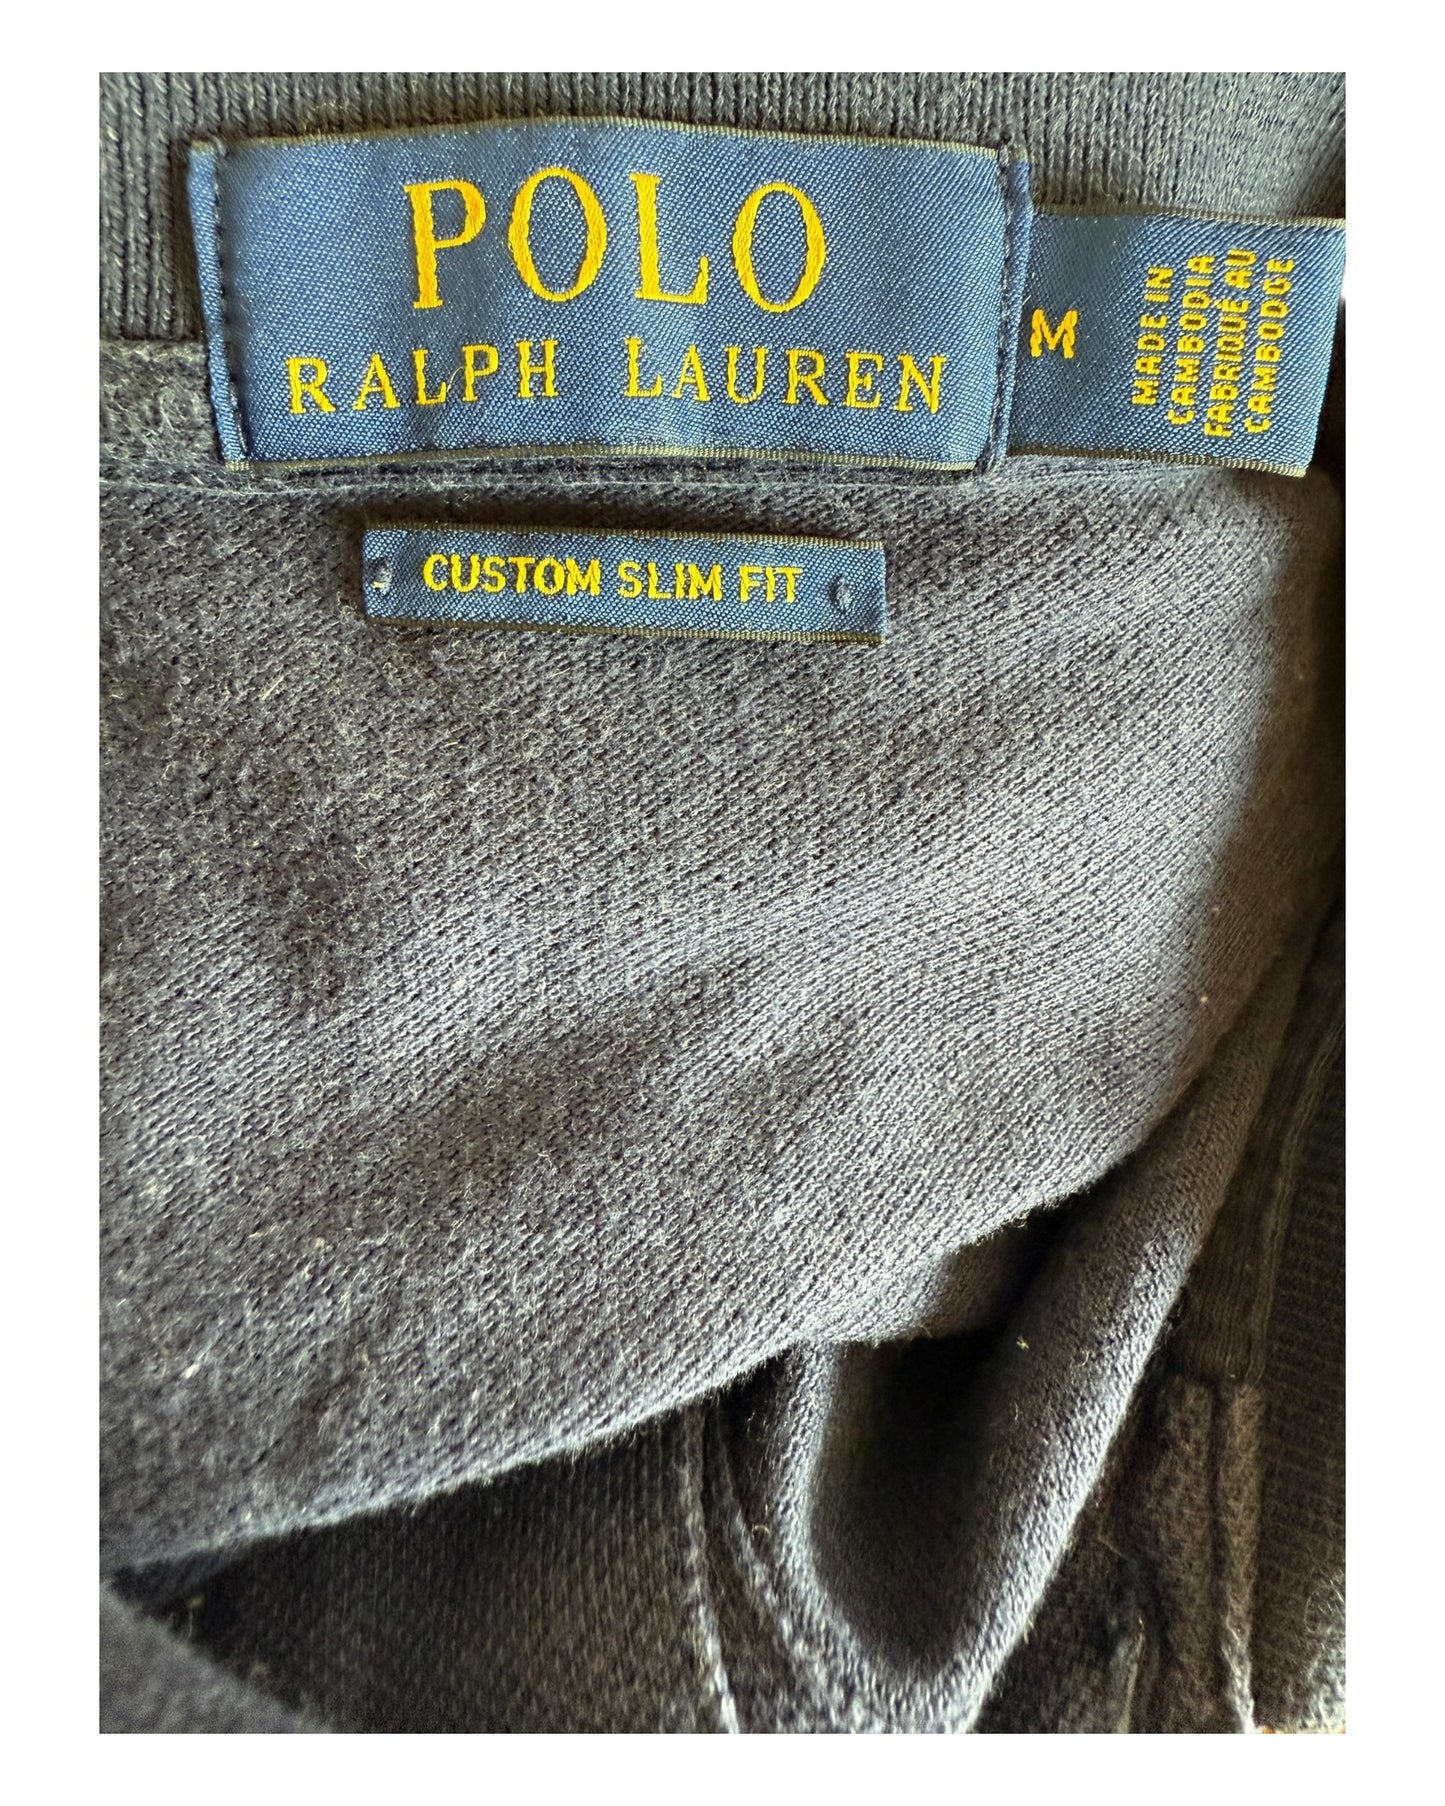 POLO
RALPH LAUREN
M
MADE IN
CAMBODIA
FABRIQUÉ AU
CAMBODGE
CUSTOM SLIM FIT